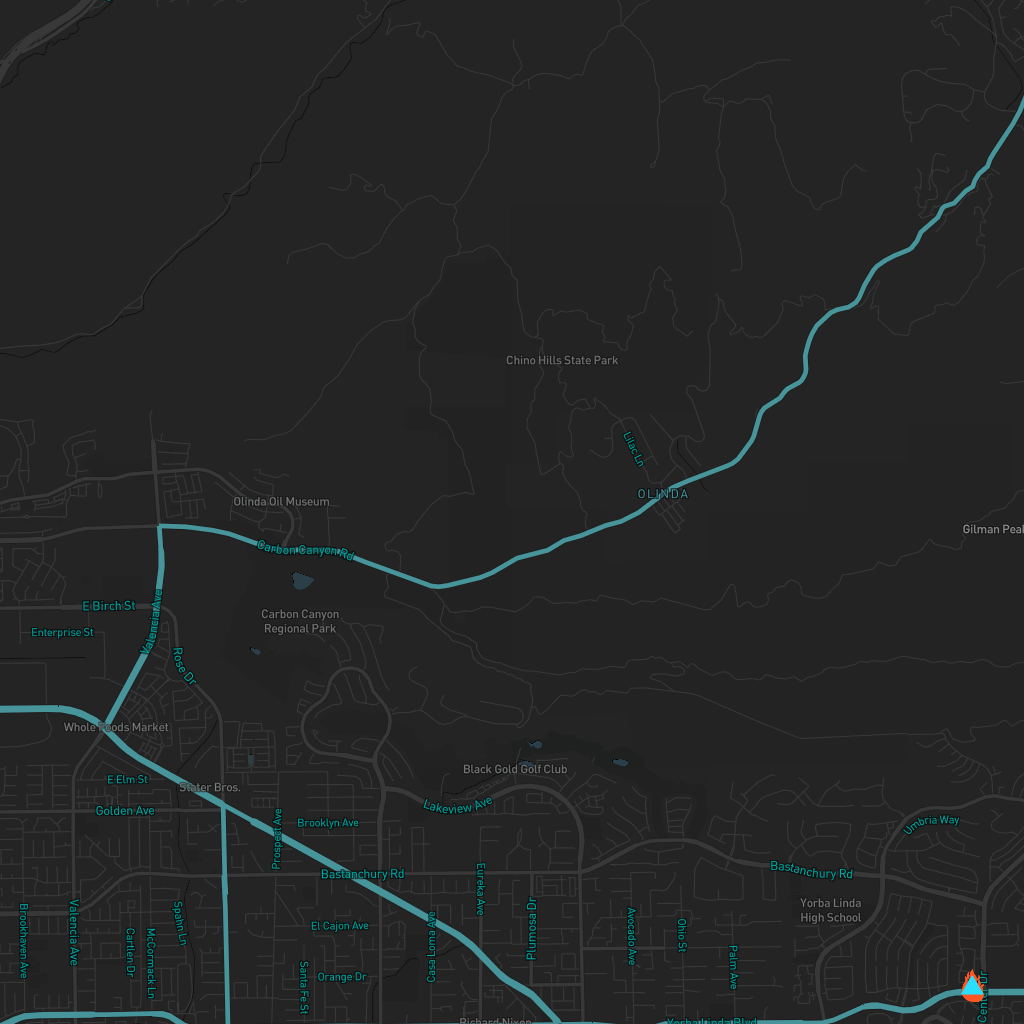 Chino Hills State Park
Lilac Ln
OLINDA
Olinda Oil Museum
Gilman Peak
Carbon Canyon Rd
E Birch St
Carbon Canyon
Regional Park
Enterprise St
Valencia Ave
Rose Dr
Whole Foods Market
Black Gold Golf Club
E Elm St
Slater Bros.
Lakeview Ave
Golden Ave
Brooklyn Ave
Umbria Way
Prospect Ave
Bastanchury Rd
Bastanchury Rd
Eureka Ave
Yorba Linda
High School
Brookhaven Ave
Valencia Ave
Spahn Ln
El Cajon Ave
Plumosa Dr
Avocado Ave
Ohio St
Cartlen Dr
McCormack Ln
Casa Loma Ave
Palm Ave
Santa Fe St
Orange Dr
Richard Nixon
Yorba Linda Blvd